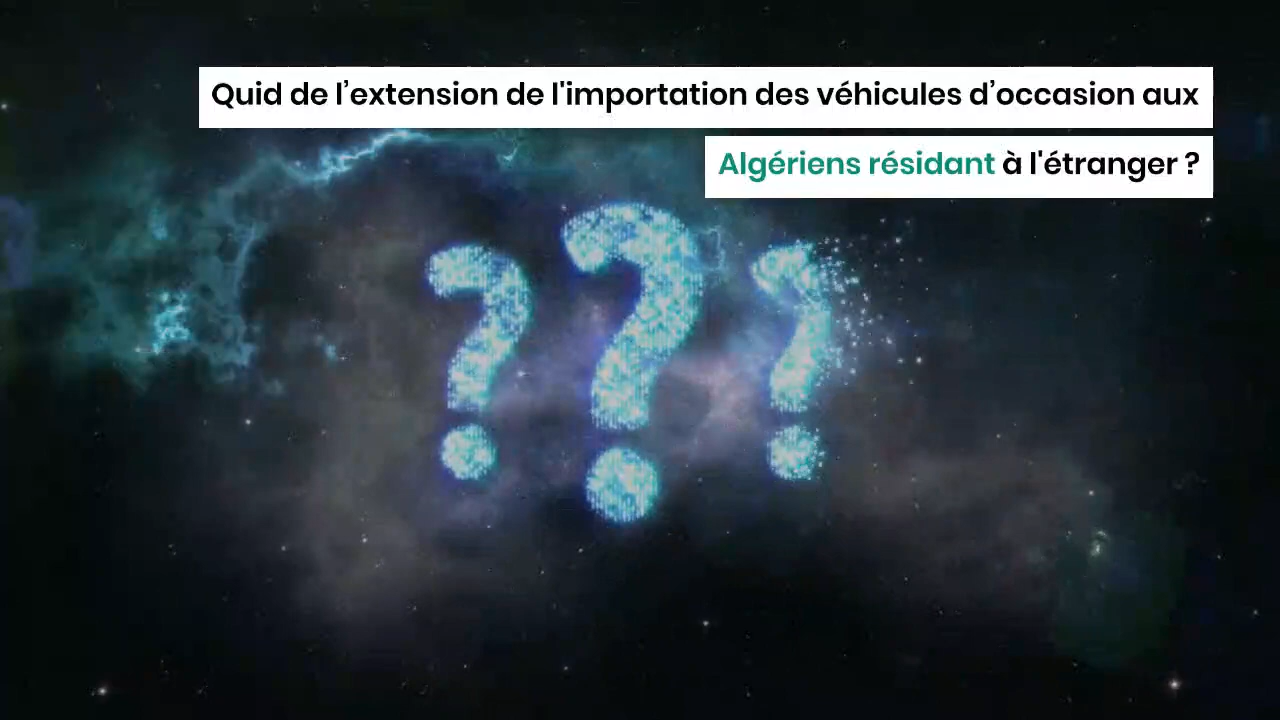 Quid de l’extension de l'importation des véhicules d’occasion aux
Algériens résidant à l'étranger ?